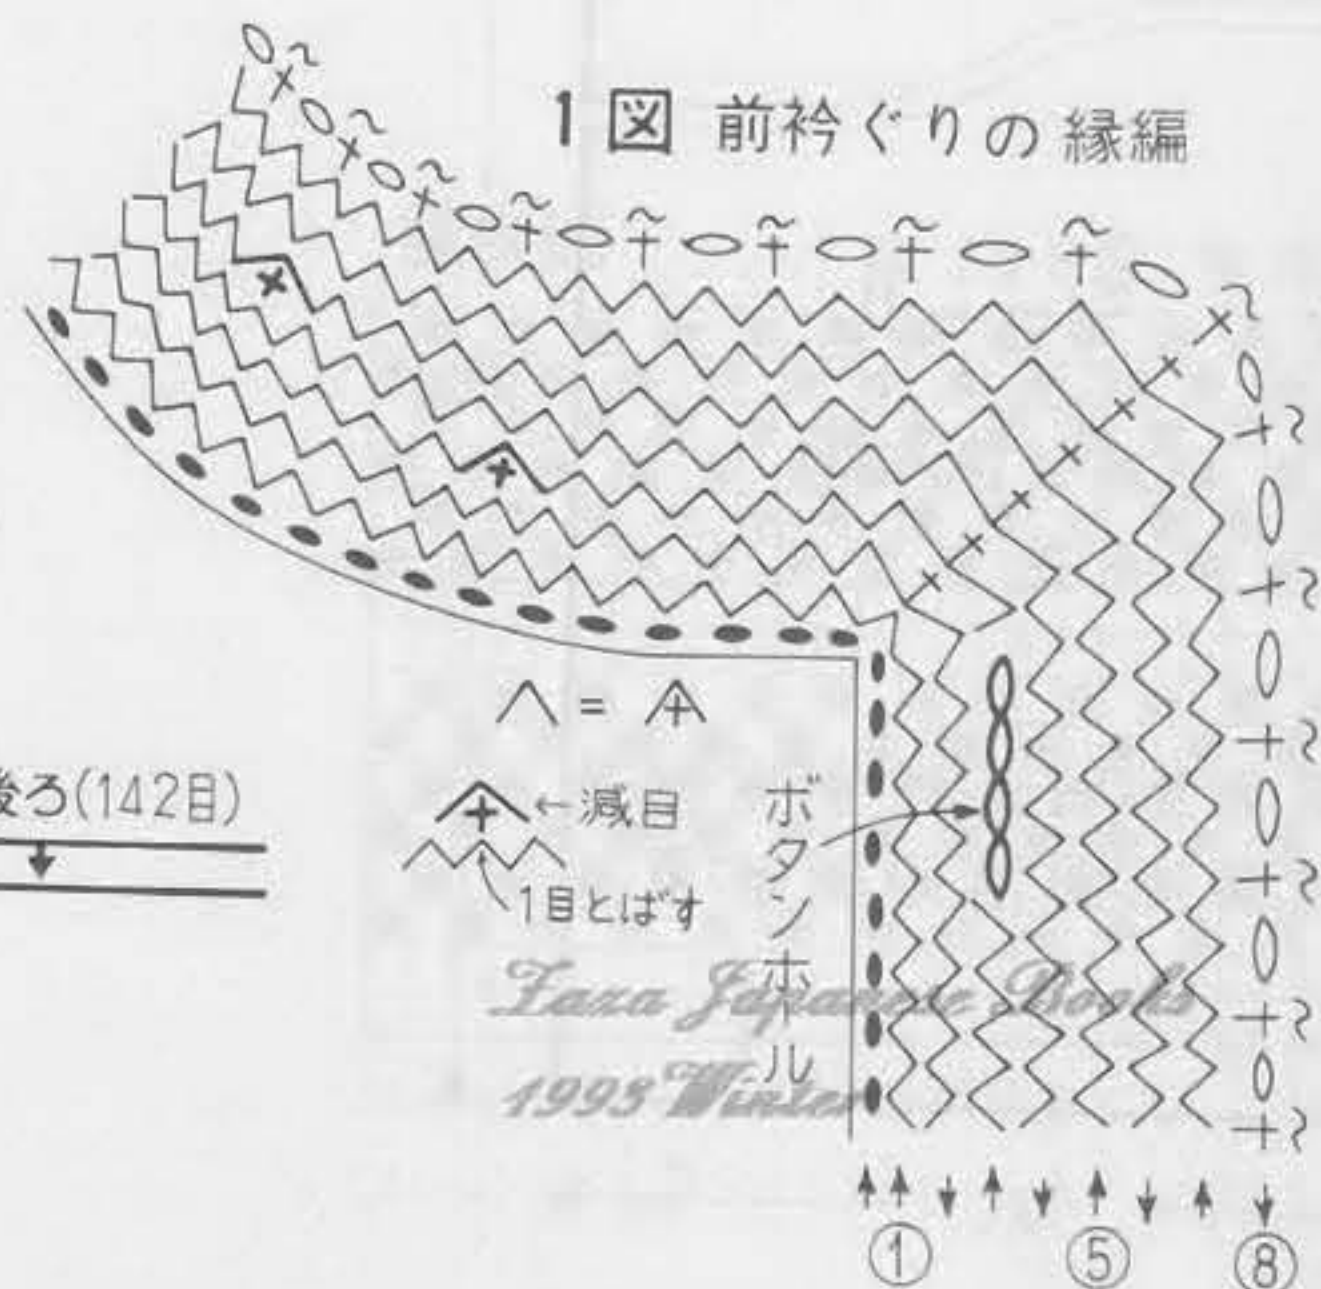 1図 前衿ぐりの縁編
∧ = ⩚
後ろ(142目)
←減目
1目とばす
ボタンホール
Zaza Japanese Books
1993 Winter
① ⑤ ⑧